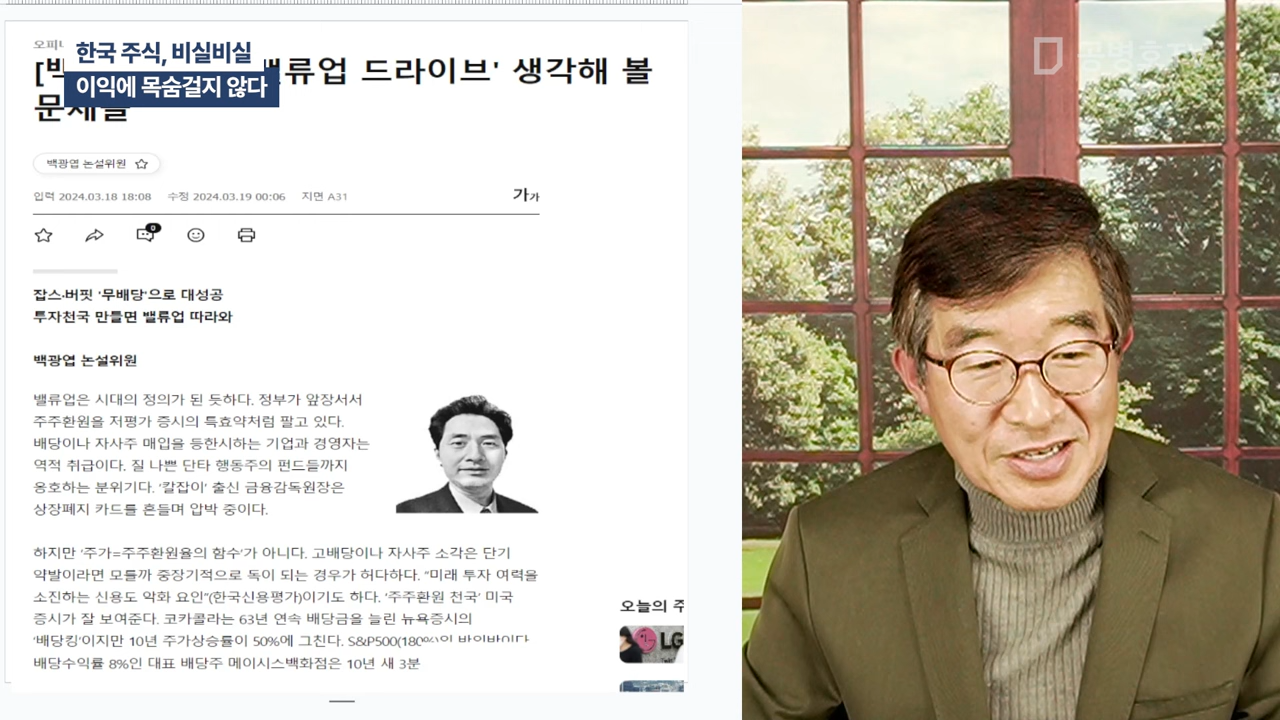 한국 주식, 비실비실
이익에 목숨걸지 않다
밸류업 드라이브' 생각해 볼
문제들
백광엽 논설위원
입력 2024.03.18 18:08 수정 2024.03.19 00:06 지면 A31
가가
0
잡스·버핏 '무배당'으로 대성공
투자천국 만들면 밸류업 따라와
백광엽 논설위원
밸류업은 시대의 정의가 된 듯하다. 정부가 앞장서서
주주환원을 저평가 증시의 특효약처럼 팔고 있다.
배당이나 자사주 매입을 등한시하는 기업과 경영자는
역적 취급이다. 질 나쁜 단타 행동주의 펀드들까지
옹호하는 분위기다. '칼잡이' 출신 금융감독원장은
상장폐지 카드를 흔들며 압박 중이다.
하지만 '주가=주주환원율의 함수'가 아니다. 고배당이나 자사주 소각은 단기
약발이라면 모를까 중장기적으로 독이 되는 경우가 허다하다. "미래 투자 여력을
소진하는 신용도 악화 요인"(한국신용평가)이기도 하다. '주주환원 천국' 미국
증시가 잘 보여준다. 코카콜라는 63년 연속 배당금을 늘린 뉴욕증시의
'배당킹'이지만 10년 주가상승률이 50%에 그친다. S&P500(180%)의 반의반이다.
배당수익률 8%인 대표 배당주 메이시스백화점은 10년 새 3분
오늘의 주
LG
공병호